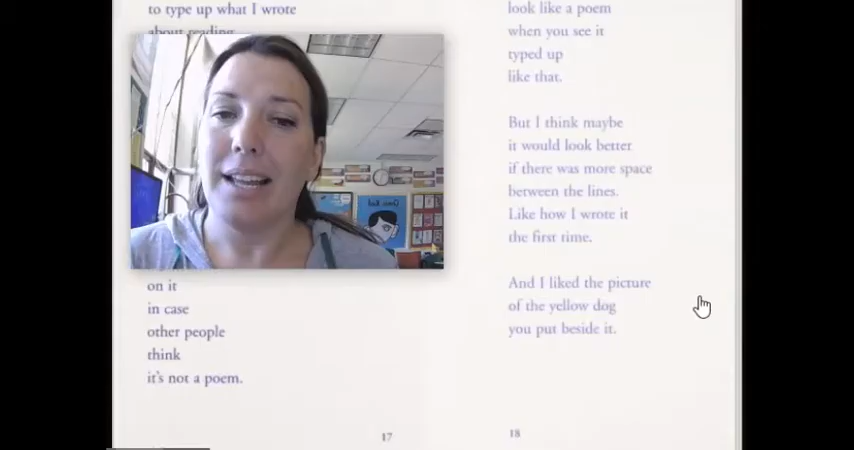 to type up what I wrote
about reading
on it
in case
other people
think
it's not a poem.
17
look like a poem
when you see it
typed up
like that.
But I think maybe
it would look better
if there was more space
between the lines.
Like how I wrote it
the first time.
And I liked the picture
of the yellow dog
you put beside it.
18